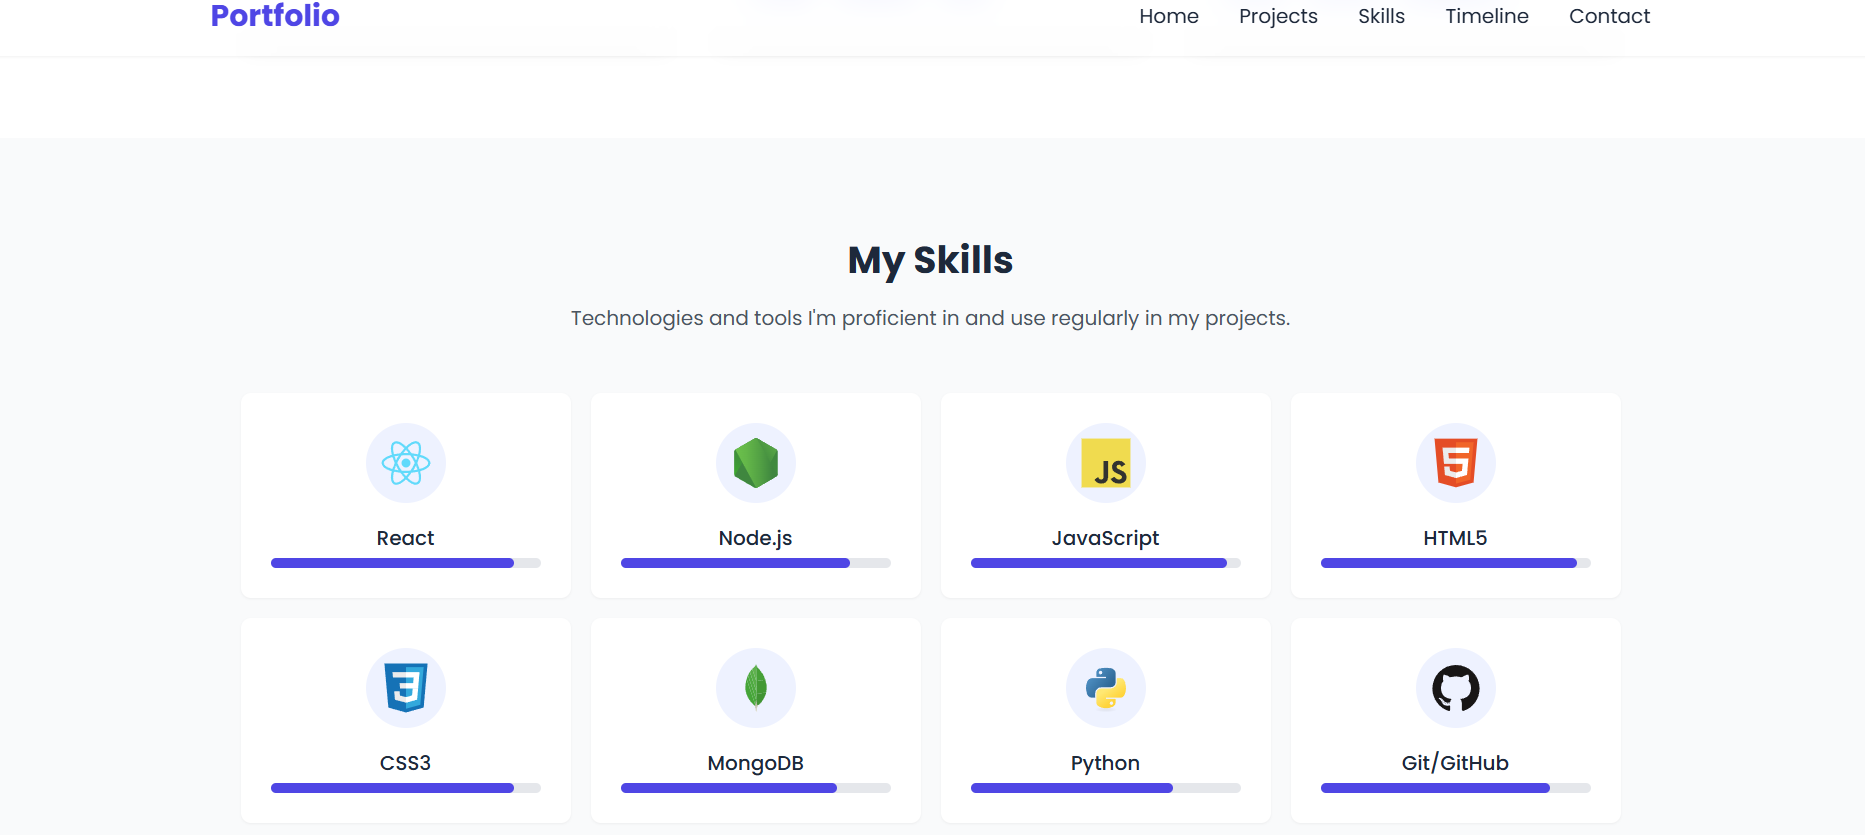 Portfolio
Home Projects Skills Timeline Contact
My Skills
Technologies and tools I'm proficient in and use regularly in my projects.
JS
5
React
Node.js
JavaScript
HTML5
3
CSS3
MongoDB
Python
Git/GitHub